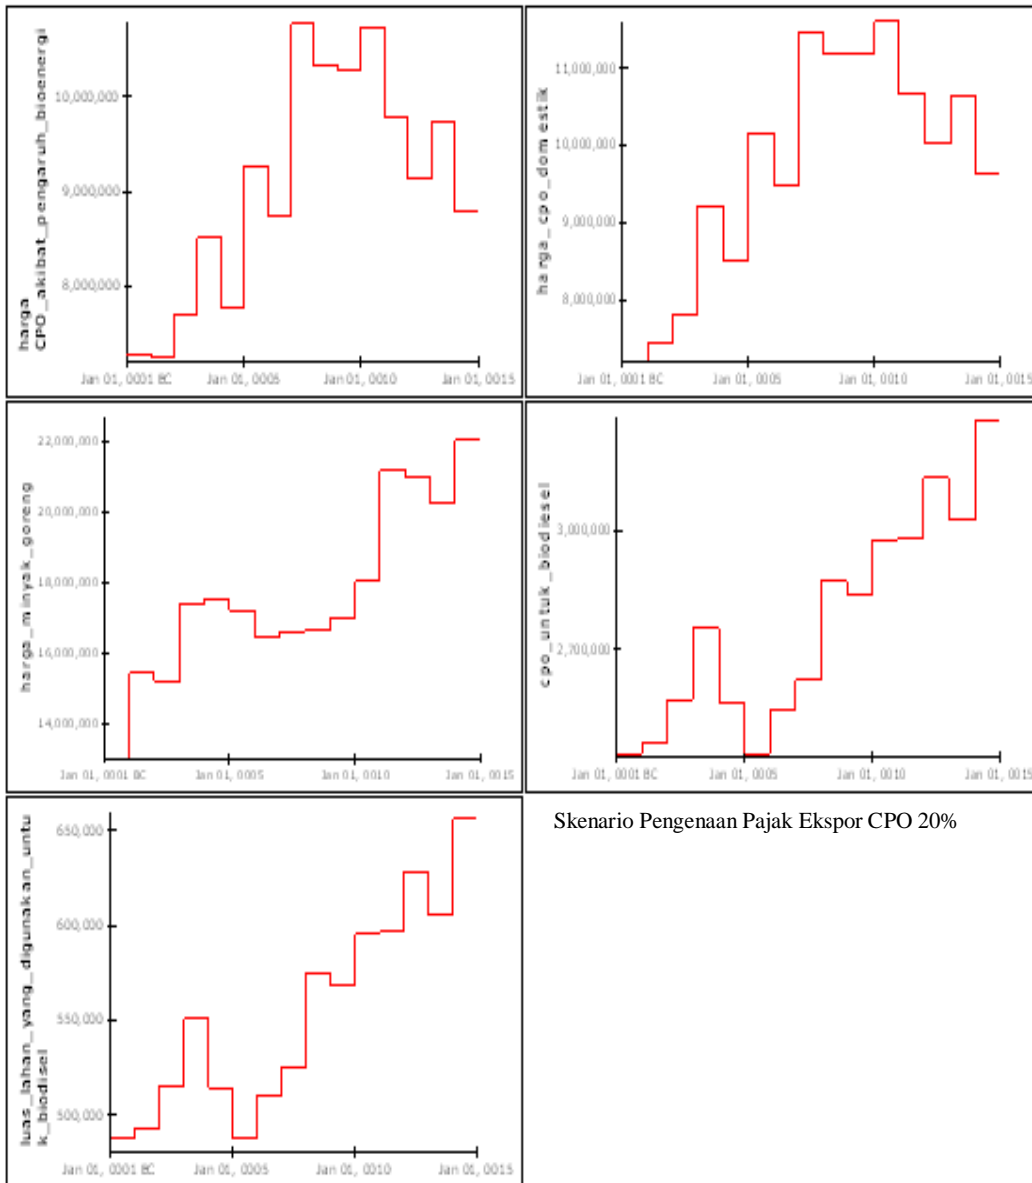 harga
CPO_akibat_pengaruh_bioenergi
10,000,000
9,000,000
8,000,000
Jan 01, 0001 BC
Jan 01, 0005
Jan 01, 0010
Jan 01, 0015
harga_cpo_domestik
11,000,000
10,000,000
9,000,000
8,000,000
Jan 01, 0001 BC
Jan 01, 0005
Jan 01, 0010
Jan 01, 0015
harga_minyak_goreng
22,000,000
20,000,000
18,000,000
16,000,000
14,000,000
Jan 01, 0001 BC
Jan 01, 0005
Jan 01, 0010
Jan 01, 0015
cpo_untuk_biodiesel
3,000,000
2,700,000
Jan 01, 0001 BC
Jan 01, 0005
Jan 01, 0010
Jan 01, 0015
luas_lahan_yang_digunakan_untu
k_biodisel
650,000
600,000
550,000
500,000
Jan 01, 0001 BC
Jan 01, 0005
Jan 01, 0010
Jan 01, 0015
Skenario Pengenaan Pajak Ekspor CPO 20%